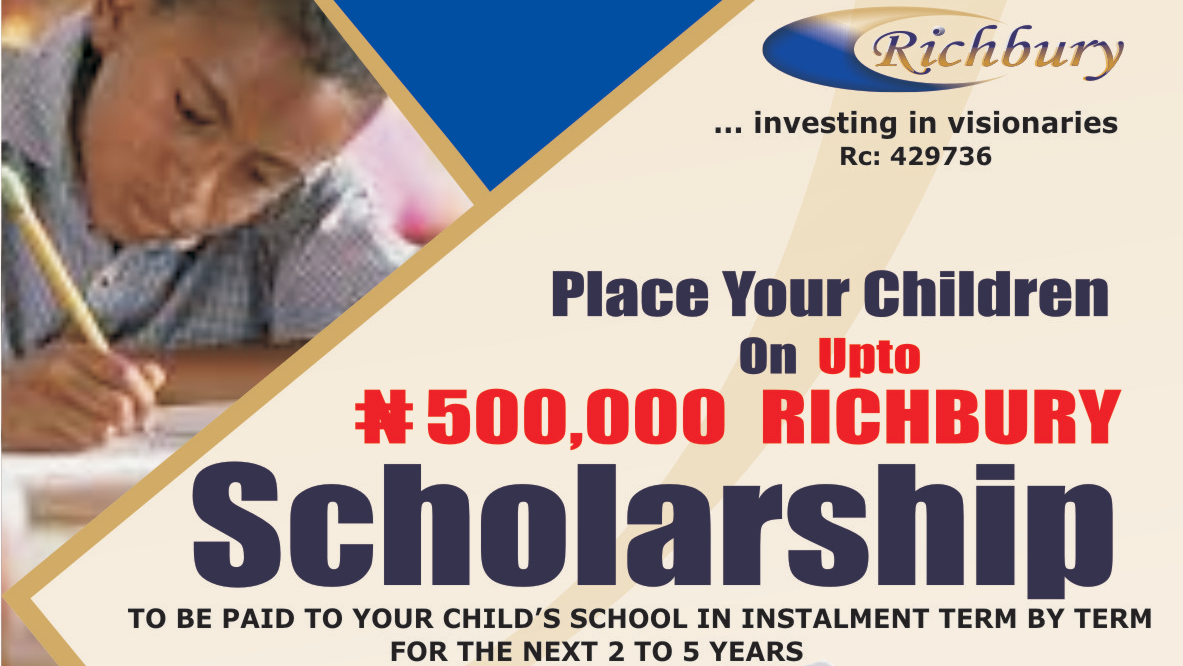 Richbury
... investing in visionaries
Rc: 429736
Place Your Children
On Upto
₦500,000 RICHBURY
Scholarship
TO BE PAID TO YOUR CHILD’S SCHOOL IN INSTALMENT TERM BY TERM
FOR THE NEXT 2 TO 5 YEARS